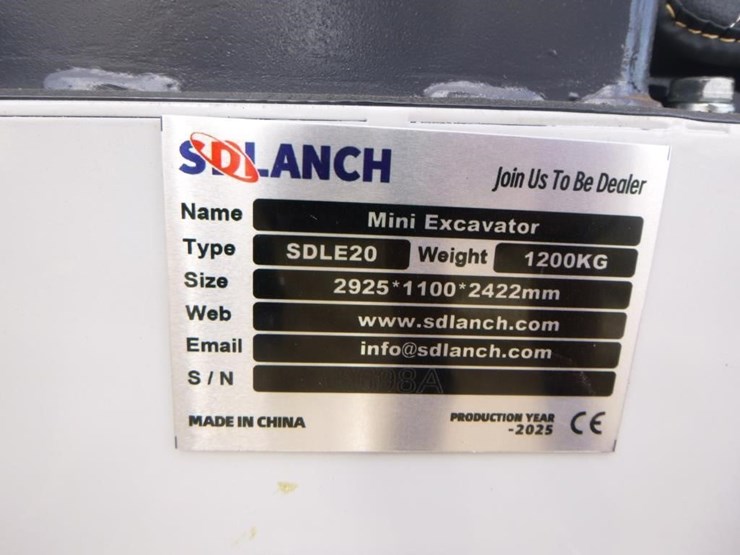 SDLANCH
Join Us To Be Dealer
Name Mini Excavator
Type SDLE20 Weight 1200KG
Size 2925*1100*2422mm
Web www.sdlanch.com
Email info@sdlanch.com
S/N
MADE IN CHINA PRODUCTION YEAR
-2025 CE